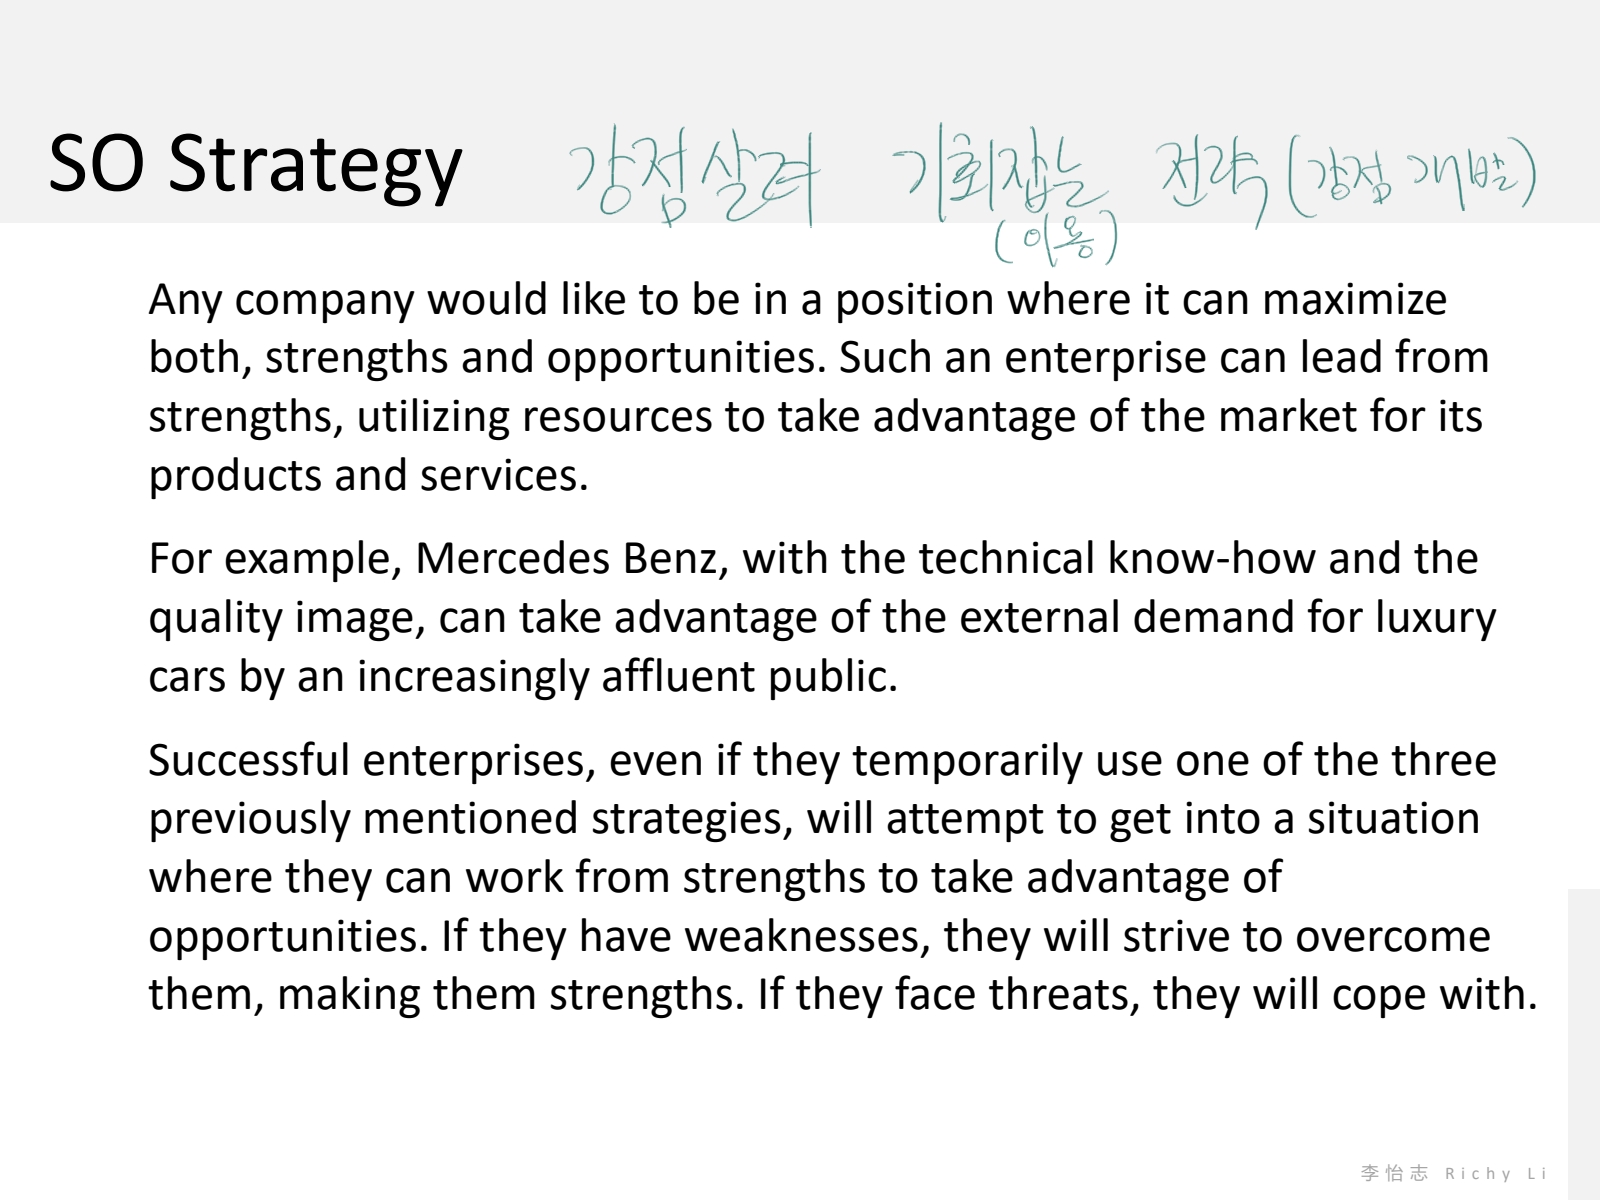 SO Strategy 강점살려 기회잡는 전략 (강점 개발)
(이용)
Any company would like to be in a position where it can maximize
both, strengths and opportunities. Such an enterprise can lead from
strengths, utilizing resources to take advantage of the market for its
products and services.
For example, Mercedes Benz, with the technical know-how and the
quality image, can take advantage of the external demand for luxury
cars by an increasingly affluent public.
Successful enterprises, even if they temporarily use one of the three
previously mentioned strategies, will attempt to get into a situation
where they can work from strengths to take advantage of
opportunities. If they have weaknesses, they will strive to overcome
them, making them strengths. If they face threats, they will cope with.
李怡志 Richy Li